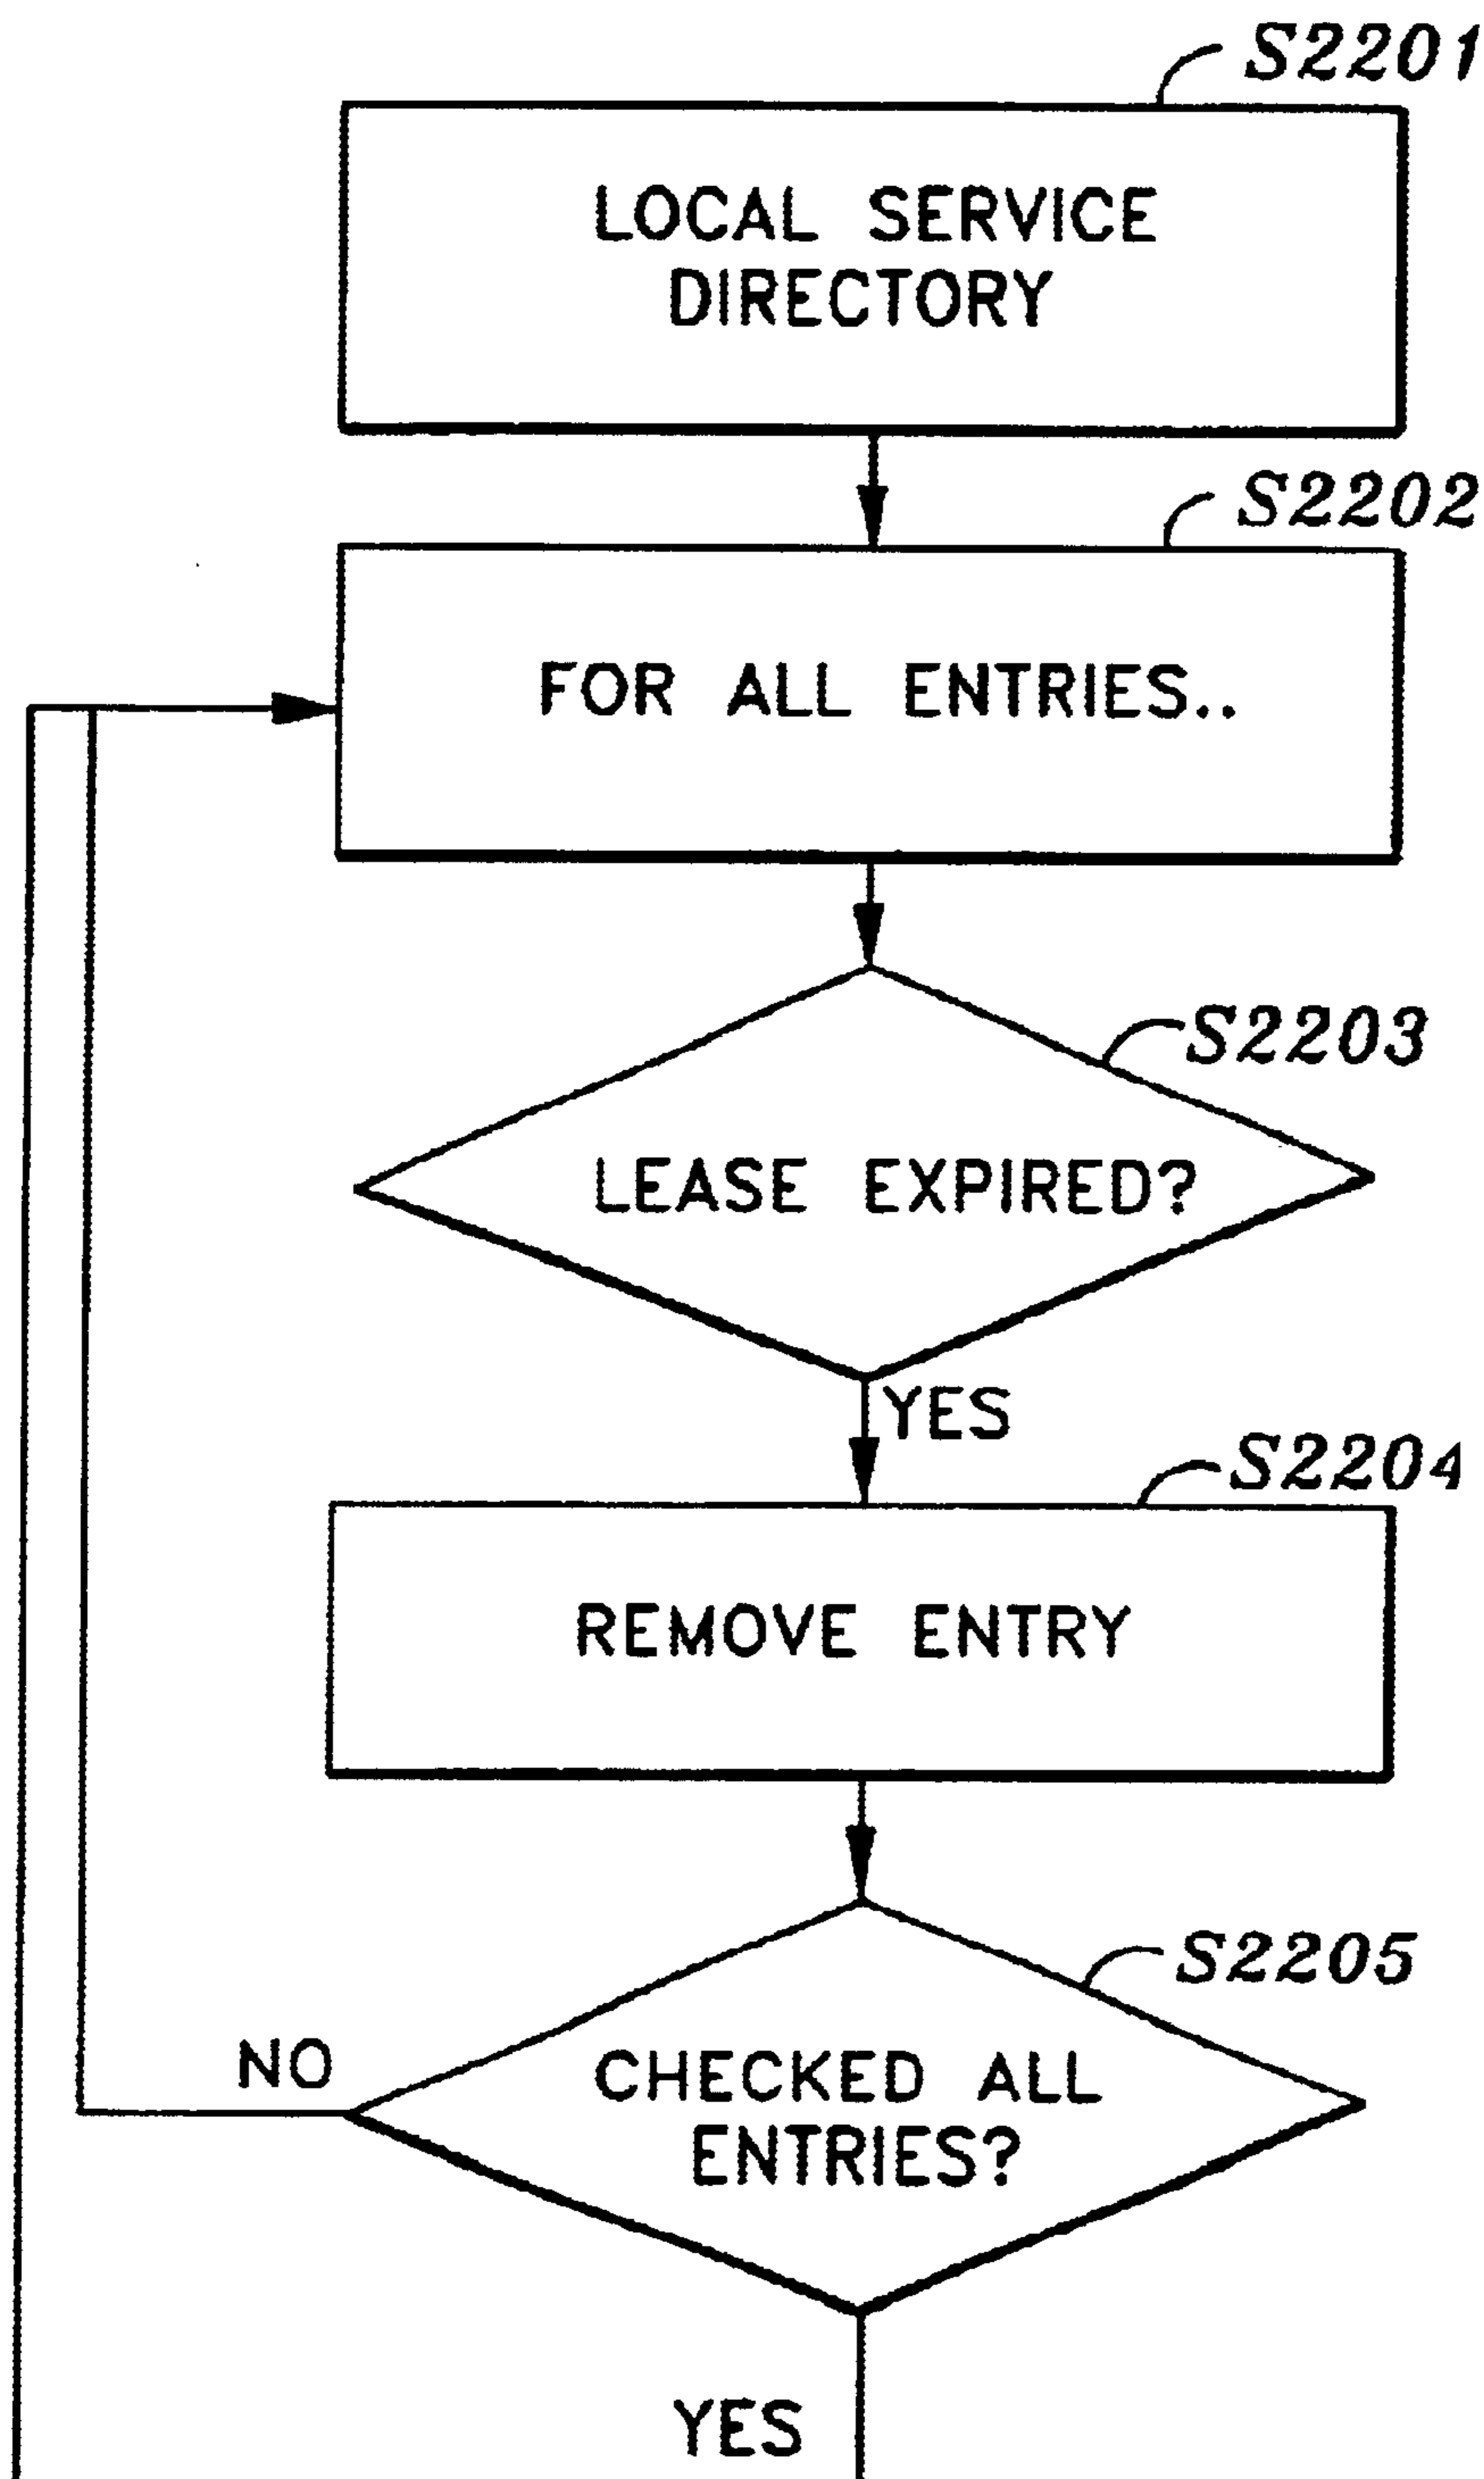 S2201
LOCAL SERVICE
DIRECTORY
S2202
FOR ALL ENTRIES..
S2203
LEASE EXPIRED?
YES
S2204
REMOVE ENTRY
S2205
NO
CHECKED ALL
ENTRIES?
YES